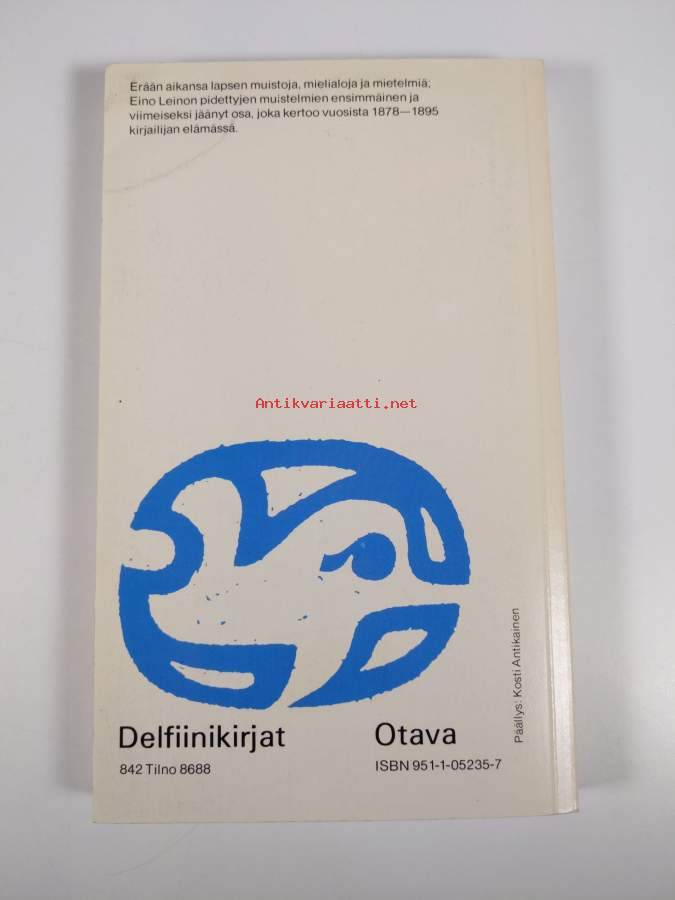 Erään aikansa lapsen muistoja, mielialoja ja mietelmiä;
Eino Leinon pidettyjen muistelmien ensimmäinen ja
viimeiseksi jäänyt osa, joka kertoo vuosista 1878—1895
kirjailijan elämässä.
Antikvariaatti.net
Päällys: Kosti Antikainen
Delfiinikirjat
Otava
842 Tilno 8688
ISBN 951-1-05235-7